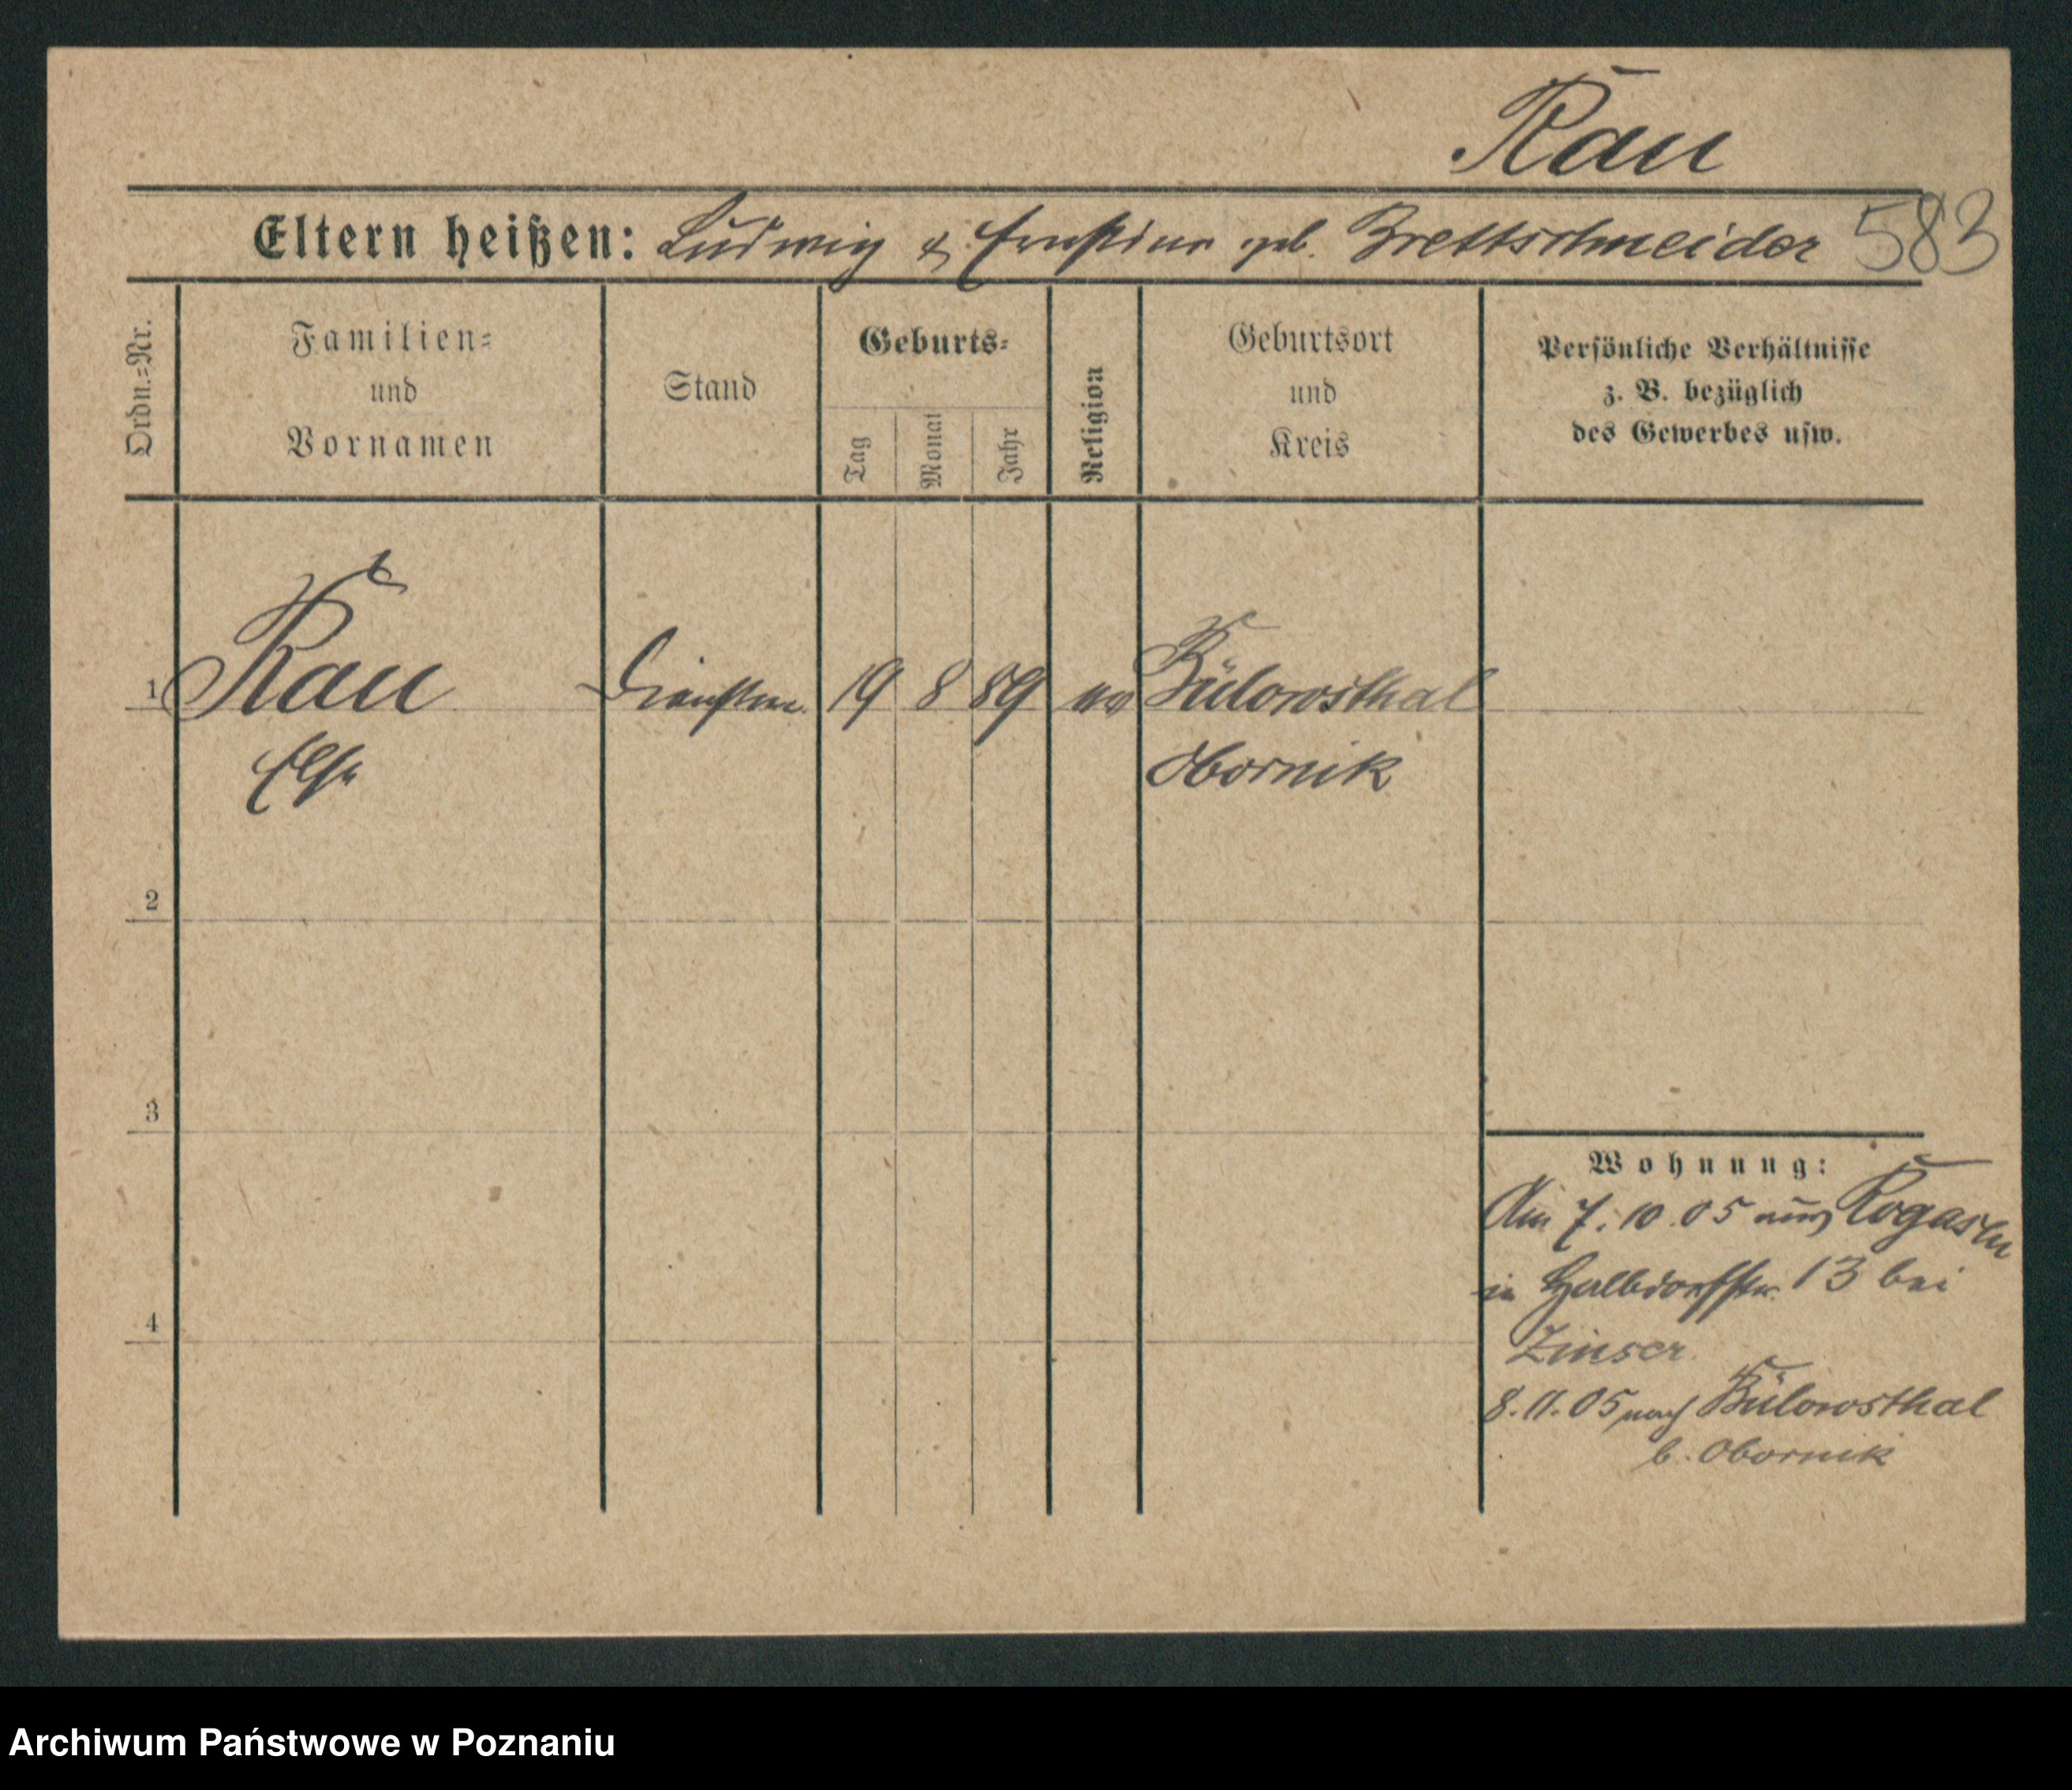 Rau
Eltern heißen: Ludwig & Ernstine geb. Brettschneider 583
Ordn.=Nr.
Familien=
und
Vornamen
Stand
Geburts=
Tag
Monat
Jahr
Religion
Geburtsort
und
Kreis
Persönliche Verhältnisse
z. B. bezüglich
des Gewerbes usw.
1 Rau Dienstm. 19 8 89 ev Bülowsthal
Else Obornik
2
3
4
Wohnung:
Am 7. 10. 05 aus Rogasen
in Halbdorfstr. 13 bei
Zinser.
8. 11. 05 nach Bülowsthal
b. Obornik
Archiwum Państwowe w Poznaniu